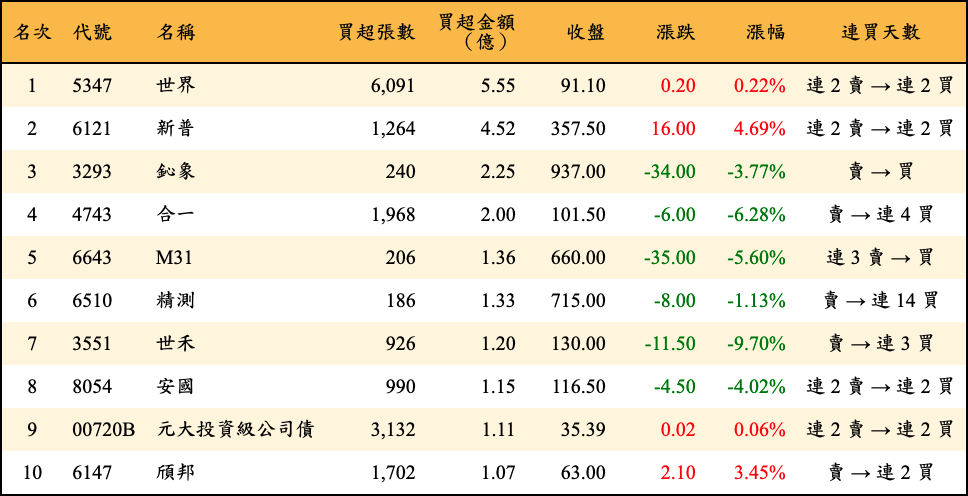 名次 代號 名稱 買超張數 買超金額（億） 收盤 漲跌 漲幅 連買天數
1 5347 世界 6,091 5.55 91.10 0.20 0.22% 連 2 賣 → 連 2 買
2 6121 新普 1,264 4.52 357.50 16.00 4.69% 連 2 賣 → 連 2 買
3 3293 鈊象 240 2.25 937.00 -34.00 -3.77% 賣 → 買
4 4743 合一 1,968 2.00 101.50 -6.00 -6.28% 賣 → 連 4 買
5 6643 M31 206 1.36 660.00 -35.00 -5.60% 連 3 賣 → 買
6 6510 精測 186 1.33 715.00 -8.00 -1.13% 賣 → 連 14 買
7 3551 世禾 926 1.20 130.00 -11.50 -9.70% 賣 → 連 3 買
8 8054 安國 990 1.15 116.50 -4.50 -4.02% 連 2 賣 → 連 2 買
9 00720B 元大投資級公司債 3,132 1.11 35.39 0.02 0.06% 連 2 賣 → 連 2 買
10 6147 頎邦 1,702 1.07 63.00 2.10 3.45% 賣 → 連 2 買